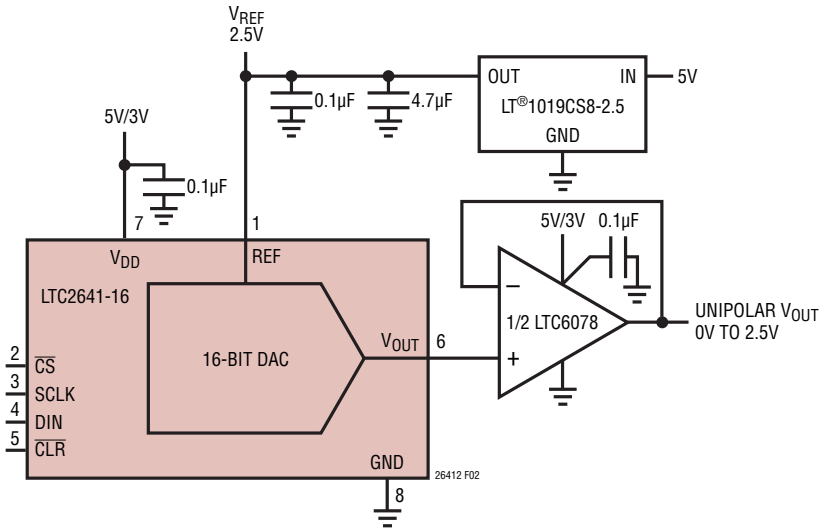 VREF
2.5V
0.1µF
4.7µF
OUT
IN
5V
LT®1019CS8-2.5
GND
5V/3V
0.1µF
7
1
VDD
REF
LTC2641-16
16-BIT DAC
VOUT
6
2
CS
3
SCLK
4
DIN
5
CLR
GND
8
26412 F02
5V/3V
0.1µF
−
1/2 LTC6078
+
UNIPOLAR VOUT
0V TO 2.5V